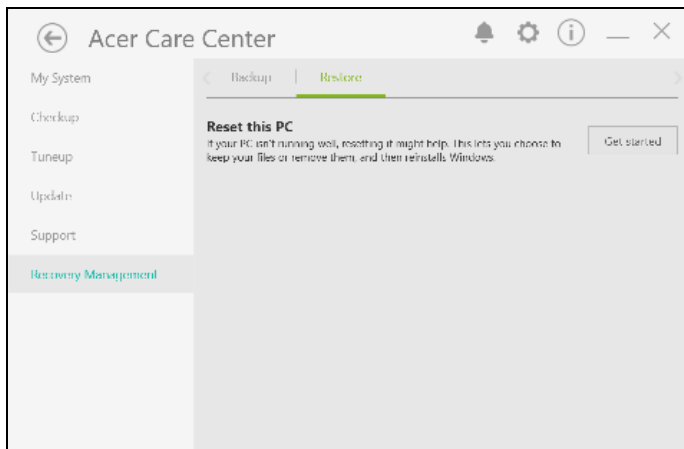 Acer Care Center
My System
Checkup
Tuneup
Update
Support
Recovery Management
Backup | Restore
Reset this PC
If your PC isn't running well, resetting it might help. This lets you choose to
keep your files or remove them, and then reinstalls Windows.
Get started